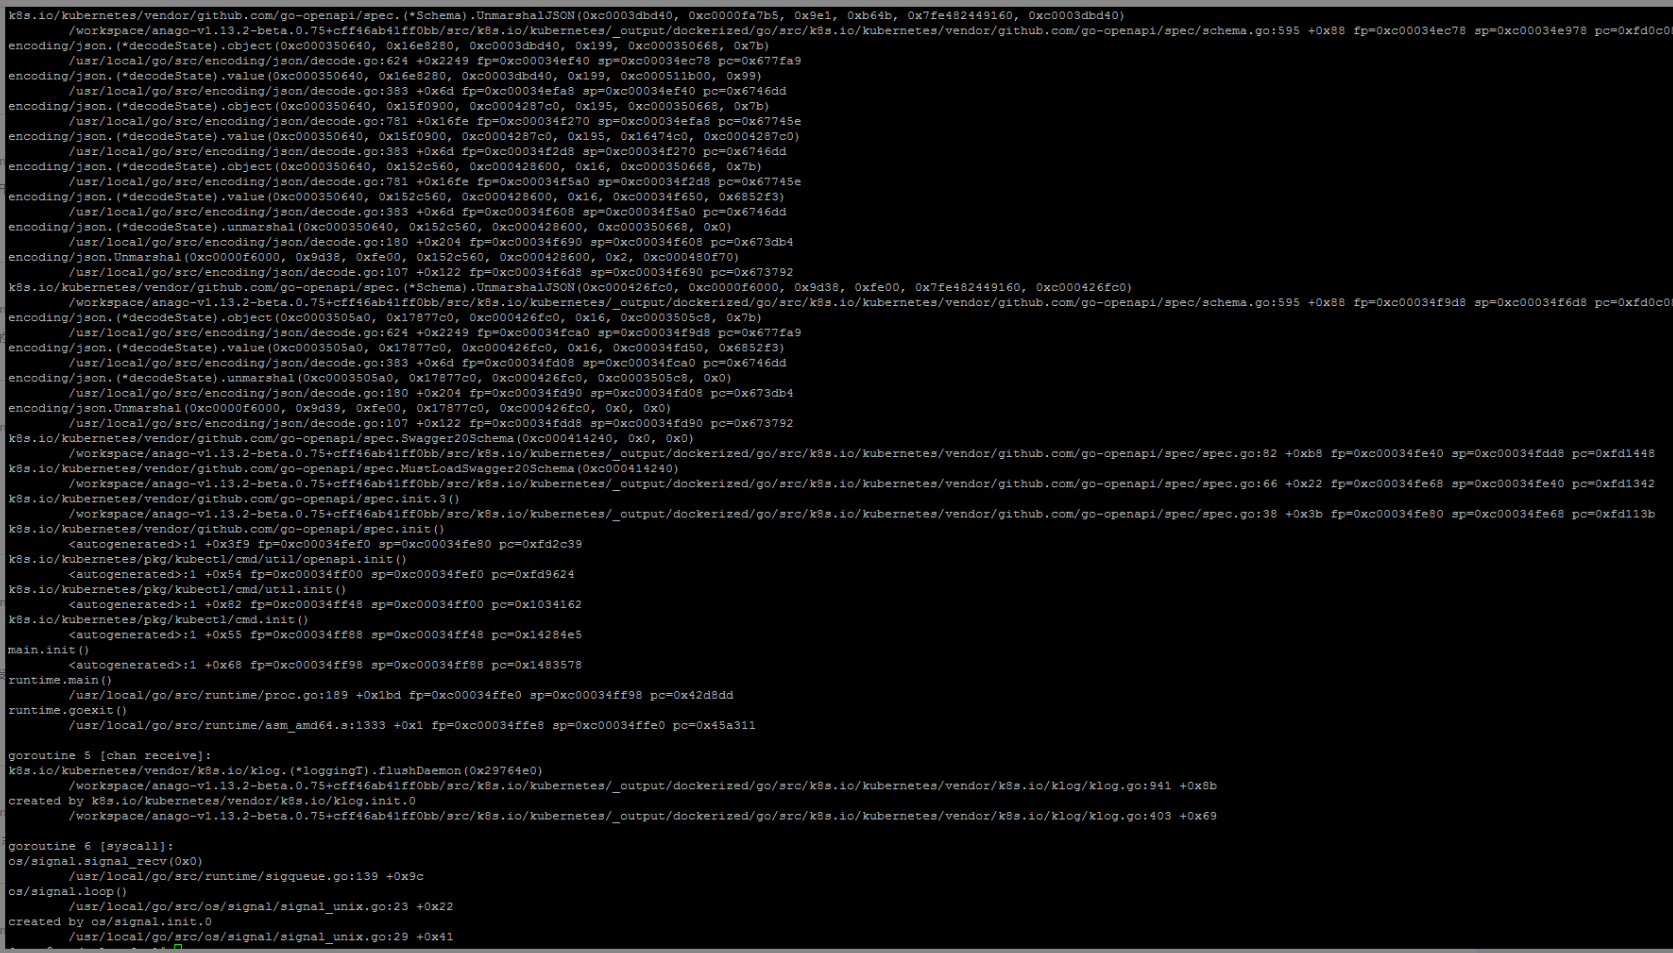 k8s.io/kubernetes/vendor/github.com/go-openapi/spec.(*Schema).UnmarshalJSON(0xc0003dbd40, 0xc0000fa7b5, 0x9e1, 0xb64b, 0x7fe482449160, 0xc0003dbd40)
/workspace/anago-v1.13.2-beta.0.75+cff46ab41ff0bb/src/k8s.io/kubernetes/_output/dockerized/go/src/k8s.io/kubernetes/vendor/github.com/go-openapi/spec/schema.go:595 +0x88 fp=0xc00034ec78 sp=0xc00034e978 pc=0xfd0c0
encoding/json.(*decodeState).object(0xc000350640, 0x16e8280, 0xc0003dbd40, 0x199, 0xc000350668, 0x7b)
/usr/local/go/src/encoding/json/decode.go:624 +0x2249 fp=0xc00034ef40 sp=0xc00034ec78 pc=0x677fa9
encoding/json.(*decodeState).value(0xc000350640, 0x16e8280, 0xc0003dbd40, 0x199, 0xc000511b00, 0x99)
/usr/local/go/src/encoding/json/decode.go:383 +0x6d fp=0xc00034efa8 sp=0xc00034ef40 pc=0x6746dd
encoding/json.(*decodeState).object(0xc000350640, 0x15f0900, 0xc0004287c0, 0x195, 0xc000350668, 0x7b)
/usr/local/go/src/encoding/json/decode.go:781 +0x16fe fp=0xc00034f270 sp=0xc00034efa8 pc=0x67745e
encoding/json.(*decodeState).value(0xc000350640, 0x15f0900, 0xc0004287c0, 0x195, 0x16474c0, 0xc0004287c0)
/usr/local/go/src/encoding/json/decode.go:383 +0x6d fp=0xc00034f2d8 sp=0xc00034f270 pc=0x6746dd
encoding/json.(*decodeState).object(0xc000350640, 0x152c560, 0xc000428600, 0x16, 0xc000350668, 0x7b)
/usr/local/go/src/encoding/json/decode.go:781 +0x16fe fp=0xc00034f5a0 sp=0xc00034f2d8 pc=0x67745e
encoding/json.(*decodeState).value(0xc000350640, 0x152c560, 0xc000428600, 0x16, 0xc00034f650, 0x6852f3)
/usr/local/go/src/encoding/json/decode.go:383 +0x6d fp=0xc00034f608 sp=0xc00034f5a0 pc=0x6746dd
encoding/json.(*decodeState).unmarshal(0xc000350640, 0x152c560, 0xc000428600, 0xc000350668, 0x0)
/usr/local/go/src/encoding/json/decode.go:180 +0x204 fp=0xc00034f690 sp=0xc00034f608 pc=0x673db4
encoding/json.Unmarshal(0xc0000f6000, 0x9d38, 0xfe00, 0x152c560, 0xc000428600, 0x2, 0xc000480f70)
/usr/local/go/src/encoding/json/decode.go:107 +0x122 fp=0xc00034f6d8 sp=0xc00034f690 pc=0x673792
k8s.io/kubernetes/vendor/github.com/go-openapi/spec.(*Schema).UnmarshalJSON(0xc000426fc0, 0xc0000f6000, 0x9d38, 0xfe00, 0x7fe482449160, 0xc000426fc0)
/workspace/anago-v1.13.2-beta.0.75+cff46ab41ff0bb/src/k8s.io/kubernetes/_output/dockerized/go/src/k8s.io/kubernetes/vendor/github.com/go-openapi/spec/schema.go:595 +0x88 fp=0xc00034f9d8 sp=0xc00034f6d8 pc=0xfd0c0
encoding/json.(*decodeState).object(0xc0003505a0, 0x17877c0, 0xc000426fc0, 0x16, 0xc0003505c8, 0x7b)
/usr/local/go/src/encoding/json/decode.go:624 +0x2249 fp=0xc00034fca0 sp=0xc00034f9d8 pc=0x677fa9
encoding/json.(*decodeState).value(0xc0003505a0, 0x17877c0, 0xc000426fc0, 0x16, 0xc00034fd50, 0x6852f3)
/usr/local/go/src/encoding/json/decode.go:383 +0x6d fp=0xc00034fd08 sp=0xc00034fca0 pc=0x6746dd
encoding/json.(*decodeState).unmarshal(0xc0003505a0, 0x17877c0, 0xc000426fc0, 0xc0003505c8, 0x0)
/usr/local/go/src/encoding/json/decode.go:180 +0x204 fp=0xc00034fd90 sp=0xc00034fd08 pc=0x673db4
encoding/json.Unmarshal(0xc0000f6000, 0x9d39, 0xfe00, 0x17877c0, 0xc000426fc0, 0x0, 0x0)
/usr/local/go/src/encoding/json/decode.go:107 +0x122 fp=0xc00034fdd8 sp=0xc00034fd90 pc=0x673792
k8s.io/kubernetes/vendor/github.com/go-openapi/spec.Swagger20Schema(0xc000414240, 0x0, 0x0)
/workspace/anago-v1.13.2-beta.0.75+cff46ab41ff0bb/src/k8s.io/kubernetes/_output/dockerized/go/src/k8s.io/kubernetes/vendor/github.com/go-openapi/spec/spec.go:82 +0xb8 fp=0xc00034fe40 sp=0xc00034fdd8 pc=0xfd1448
k8s.io/kubernetes/vendor/github.com/go-openapi/spec.MustLoadSwagger20Schema(0xc000414240)
/workspace/anago-v1.13.2-beta.0.75+cff46ab41ff0bb/src/k8s.io/kubernetes/_output/dockerized/go/src/k8s.io/kubernetes/vendor/github.com/go-openapi/spec/spec.go:66 +0x22 fp=0xc00034fe68 sp=0xc00034fe40 pc=0xfd1342
k8s.io/kubernetes/vendor/github.com/go-openapi/spec.init.3()
/workspace/anago-v1.13.2-beta.0.75+cff46ab41ff0bb/src/k8s.io/kubernetes/_output/dockerized/go/src/k8s.io/kubernetes/vendor/github.com/go-openapi/spec/spec.go:38 +0x3b fp=0xc00034fe80 sp=0xc00034fe68 pc=0xfd113b
k8s.io/kubernetes/vendor/github.com/go-openapi/spec.init()
<autogenerated>:1 +0x3f9 fp=0xc00034fef0 sp=0xc00034fe80 pc=0xfd2c39
k8s.io/kubernetes/pkg/kubectl/cmd/util/openapi.init()
<autogenerated>:1 +0x54 fp=0xc00034ff00 sp=0xc00034fef0 pc=0xfd9624
k8s.io/kubernetes/pkg/kubectl/cmd/util.init()
<autogenerated>:1 +0x82 fp=0xc00034ff48 sp=0xc00034ff00 pc=0x1034162
k8s.io/kubernetes/pkg/kubectl/cmd.init()
<autogenerated>:1 +0x55 fp=0xc00034ff88 sp=0xc00034ff48 pc=0x14284e5
main.init()
<autogenerated>:1 +0x68 fp=0xc00034ff98 sp=0xc00034ff88 pc=0x1483578
runtime.main()
/usr/local/go/src/runtime/proc.go:189 +0x1bd fp=0xc00034ffe0 sp=0xc00034ff98 pc=0x42d8dd
runtime.goexit()
/usr/local/go/src/runtime/asm_amd64.s:1333 +0x1 fp=0xc00034ffe8 sp=0xc00034ffe0 pc=0x45a311
goroutine 5 [chan receive]:
k8s.io/kubernetes/vendor/k8s.io/klog.(*loggingT).flushDaemon(0x29764e0)
/workspace/anago-v1.13.2-beta.0.75+cff46ab41ff0bb/src/k8s.io/kubernetes/_output/dockerized/go/src/k8s.io/kubernetes/vendor/k8s.io/klog/klog.go:941 +0x8b
created by k8s.io/kubernetes/vendor/k8s.io/klog.init.0
/workspace/anago-v1.13.2-beta.0.75+cff46ab41ff0bb/src/k8s.io/kubernetes/_output/dockerized/go/src/k8s.io/kubernetes/vendor/k8s.io/klog/klog.go:403 +0x69
goroutine 6 [syscall]:
os/signal.signal_recv(0x0)
/usr/local/go/src/runtime/sigqueue.go:139 +0x9c
os/signal.loop()
/usr/local/go/src/os/signal/signal_unix.go:23 +0x22
created by os/signal.init.0
/usr/local/go/src/os/signal/signal_unix.go:29 +0x41